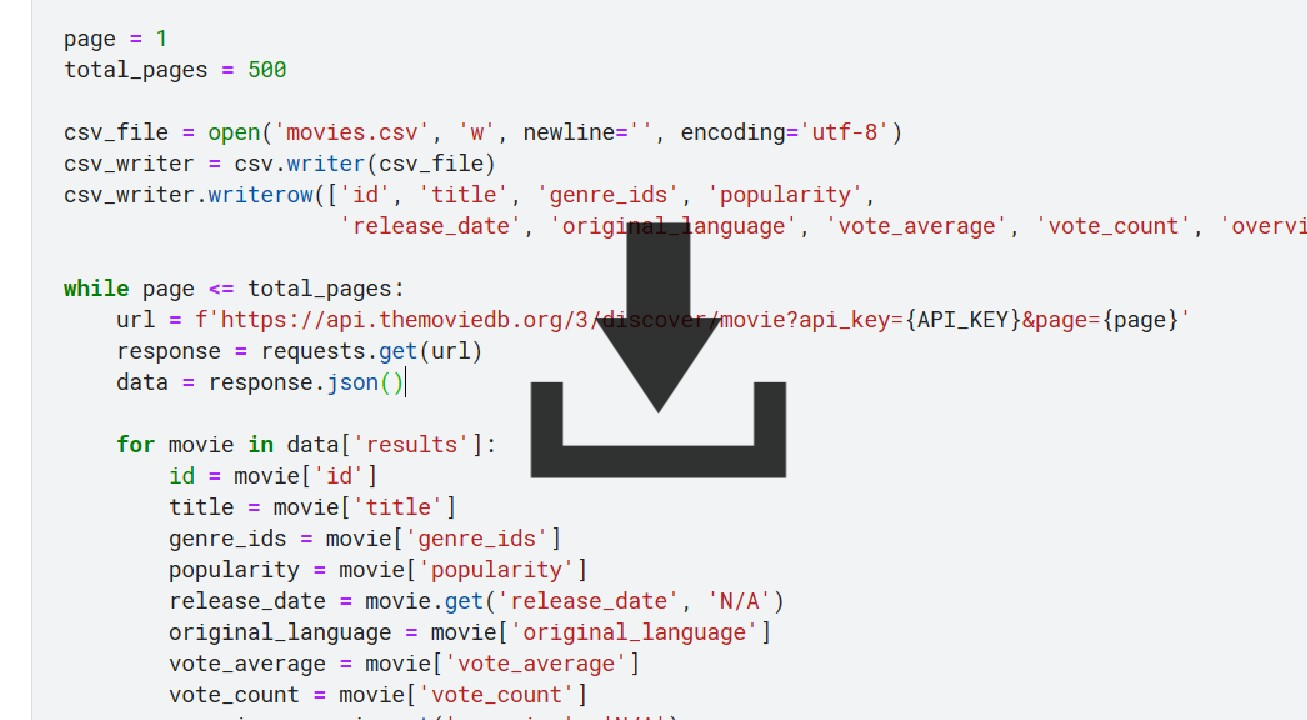 page = 1
total_pages = 500
csv_file = open('movies.csv', 'w', newline='', encoding='utf-8')
csv_writer = csv.writer(csv_file)
csv_writer.writerow(['id', 'title', 'genre_ids', 'popularity',
'release_date', 'original_language', 'vote_average', 'vote_count', 'overvi
while page <= total_pages:
url = f'https://api.themoviedb.org/3/discover/movie?api_key={API_KEY}&page={page}'
response = requests.get(url)
data = response.json()
for movie in data['results']:
id = movie['id']
title = movie['title']
genre_ids = movie['genre_ids']
popularity = movie['popularity']
release_date = movie.get('release_date', 'N/A')
original_language = movie['original_language']
vote_average = movie['vote_average']
vote_count = movie['vote_count']